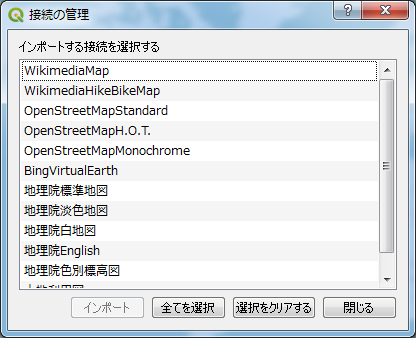 接続の管理
インポートする接続を選択する
WikimediaMap
WikimediaHikeBikeMap
OpenStreetMapStandard
OpenStreetMapH.O.T.
OpenStreetMapMonochrome
BingVirtualEarth
地理院標準地図
地理院淡色地図
地理院白地図
地理院English
地理院色別標高図
インポート 全てを選択 選択をクリアする 閉じる